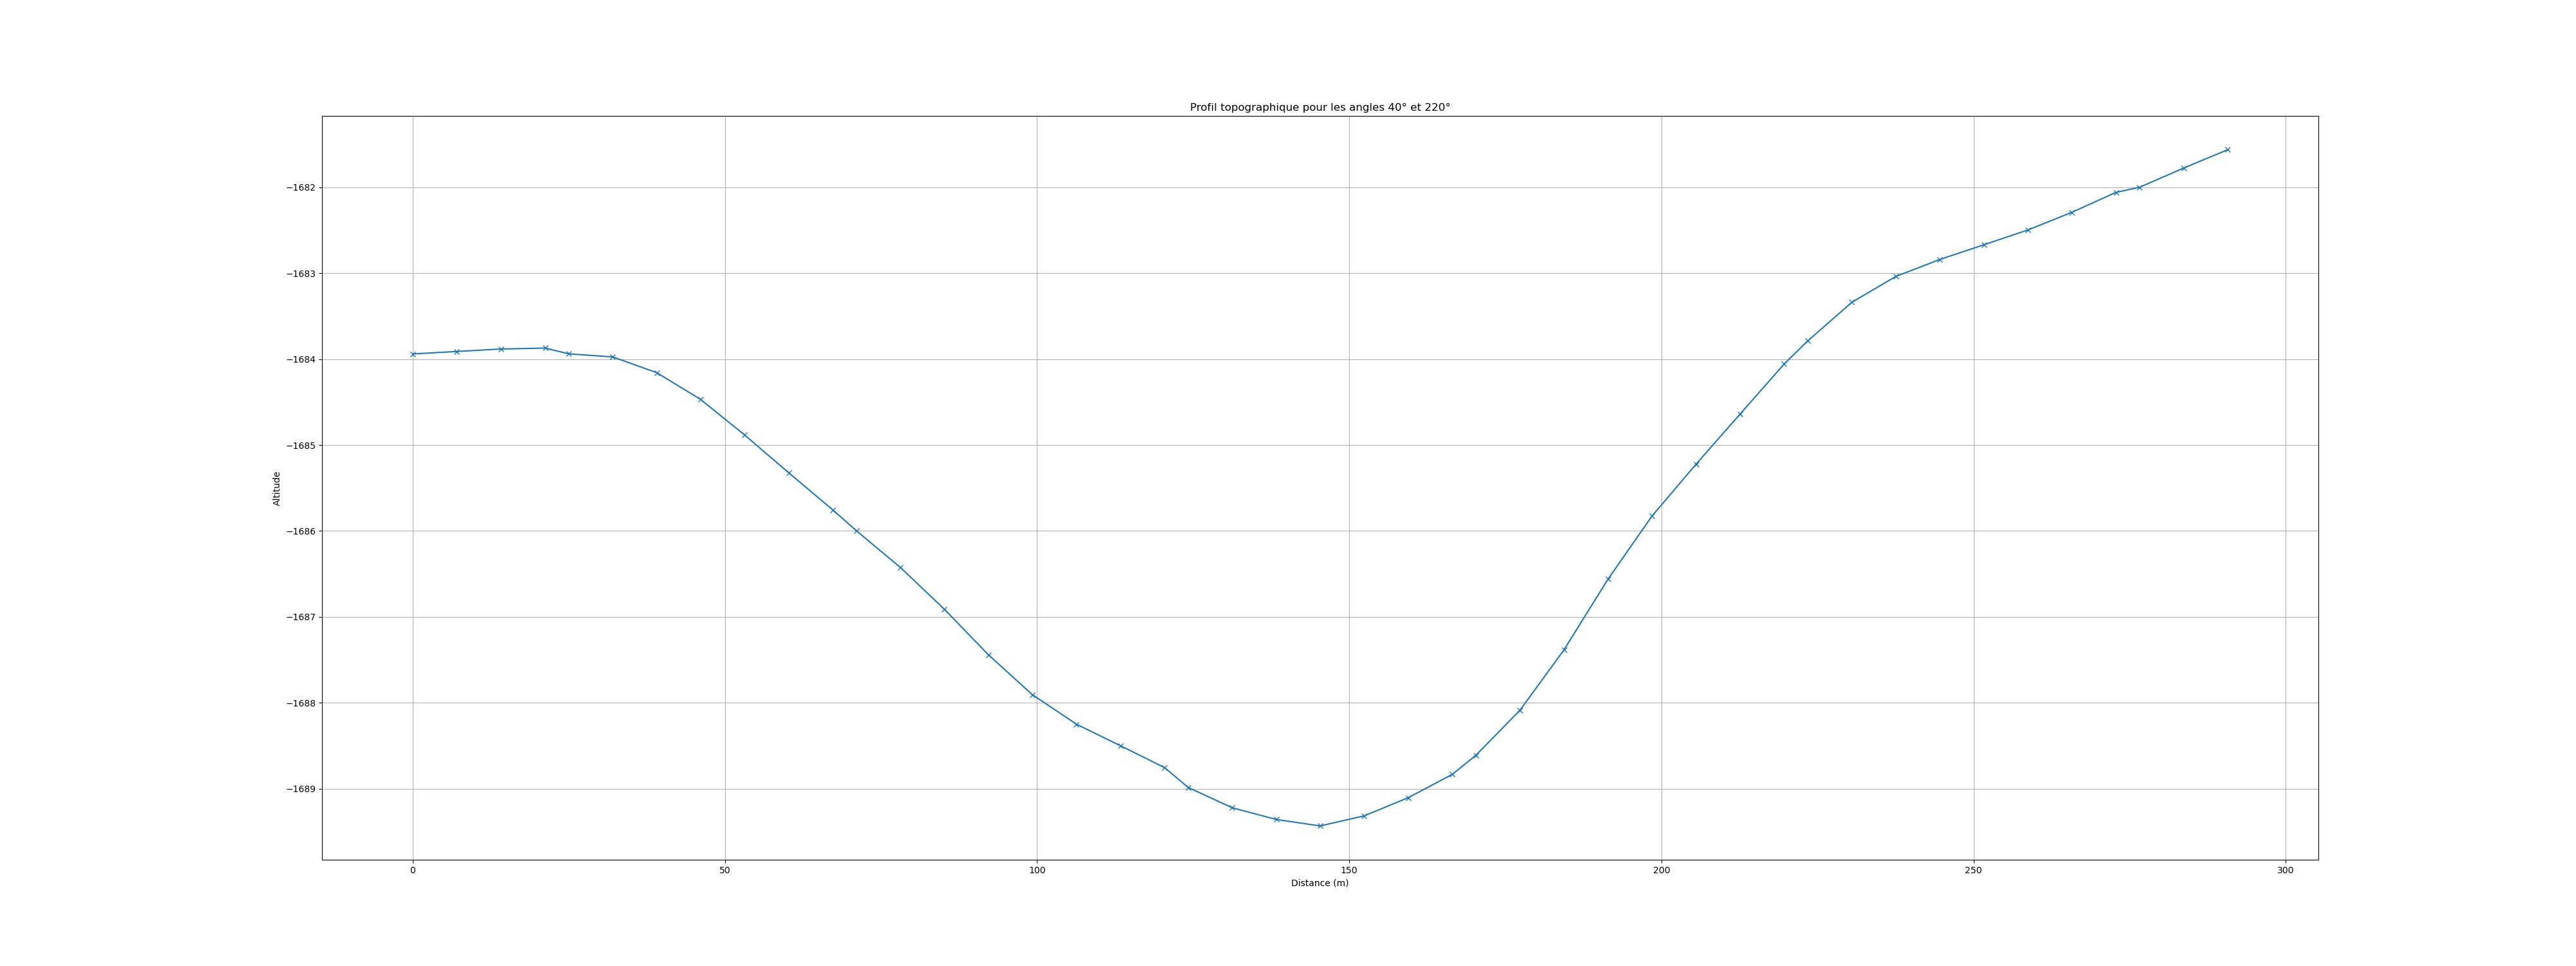 Profil topographique pour les angles 40° et 220°
−1682
−1683
−1684
−1685
−1686
−1687
−1688
−1689
Altitude
0 50 100 150 200 250 300
Distance (m)